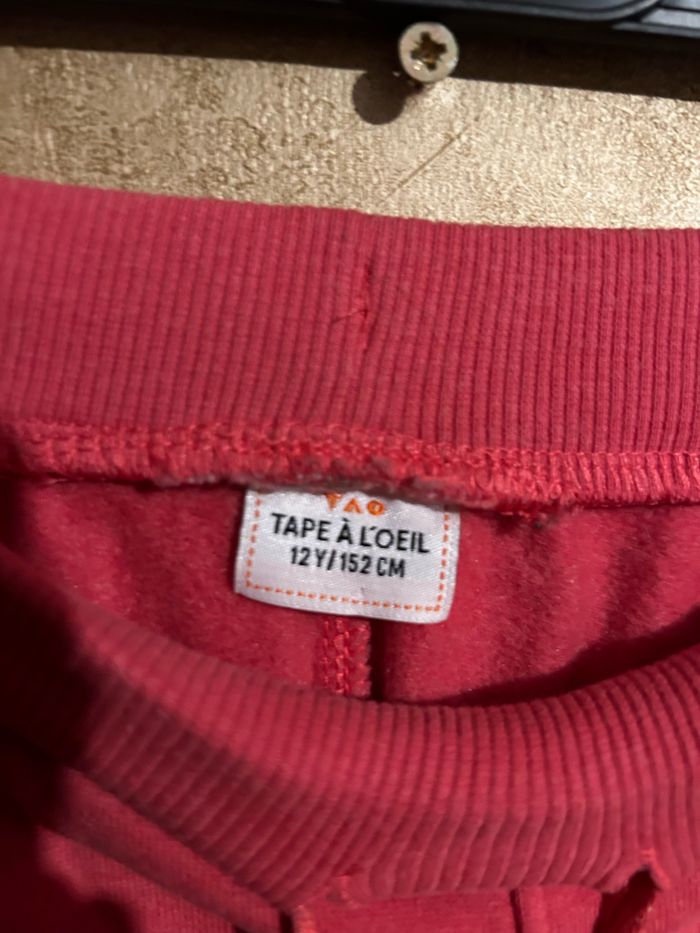 TAO
TAPE À L'OEIL
12Y/152 CM